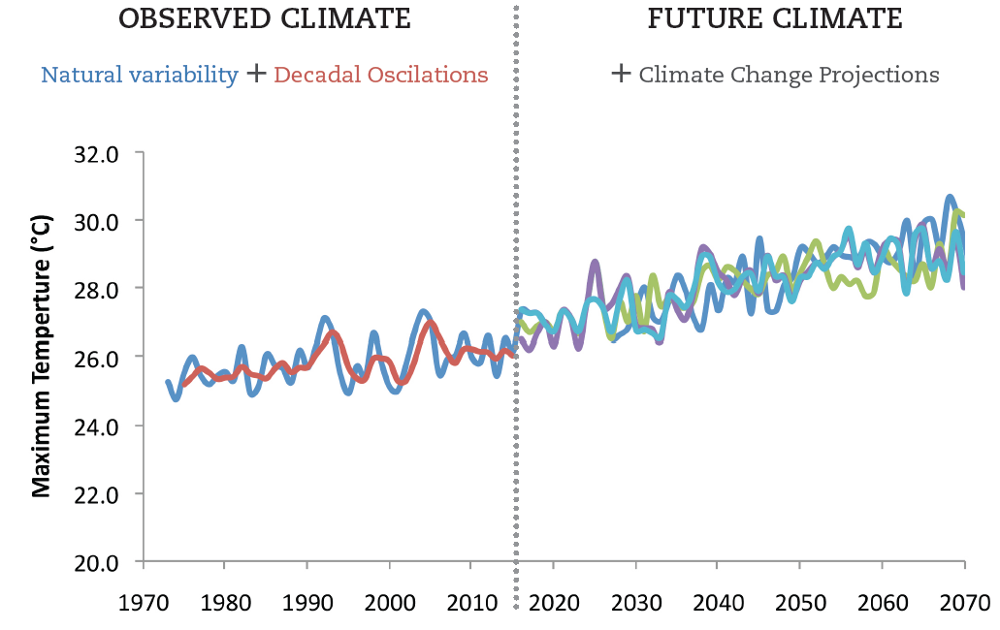 OBSERVED CLIMATE
FUTURE CLIMATE
Natural variability + Decadal Oscilations
+ Climate Change Projections
Maximum Temperture (°C)
32.0
30.0
28.0
26.0
24.0
22.0
20.0
1970 1980 1990 2000 2010 2020 2030 2040 2050 2060 2070